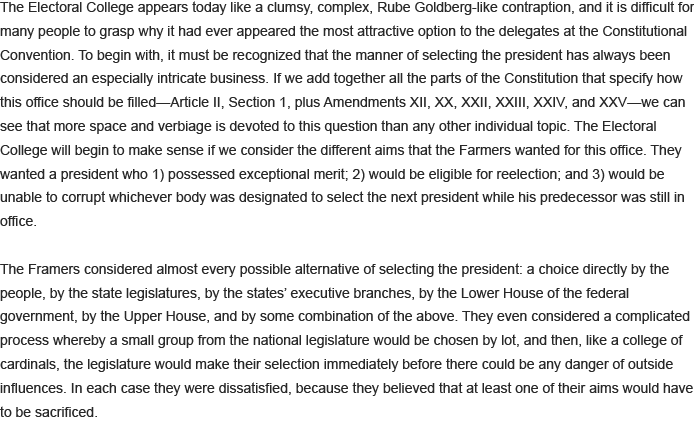 The Electoral College appears today like a clumsy, complex, Rube Goldberg-like contraption, and it is difficult for
many people to grasp why it had ever appeared the most attractive option to the delegates at the Constitutional
Convention. To begin with, it must be recognized that the manner of selecting the president has always been
considered an especially intricate business. If we add together all the parts of the Constitution that specify how
this office should be filled—Article II, Section 1, plus Amendments XII, XX, XXII, XXIII, XXIV, and XXV—we can
see that more space and verbiage is devoted to this question than any other individual topic. The Electoral
College will begin to make sense if we consider the different aims that the Farmers wanted for this office. They
wanted a president who 1) possessed exceptional merit; 2) would be eligible for reelection; and 3) would be
unable to corrupt whichever body was designated to select the next president while his predecessor was still in
office.

The Framers considered almost every possible alternative of selecting the president: a choice directly by the
people, by the state legislatures, by the states' executive branches, by the Lower House of the federal
government, by the Upper House, and by some combination of the above. They even considered a complicated
process whereby a small group from the national legislature would be chosen by lot, and then, like a college of
cardinals, the legislature would make their selection immediately before there could be any danger of outside
influences. In each case they were dissatisfied, because they believed that at least one of their aims would have
to be sacrificed.